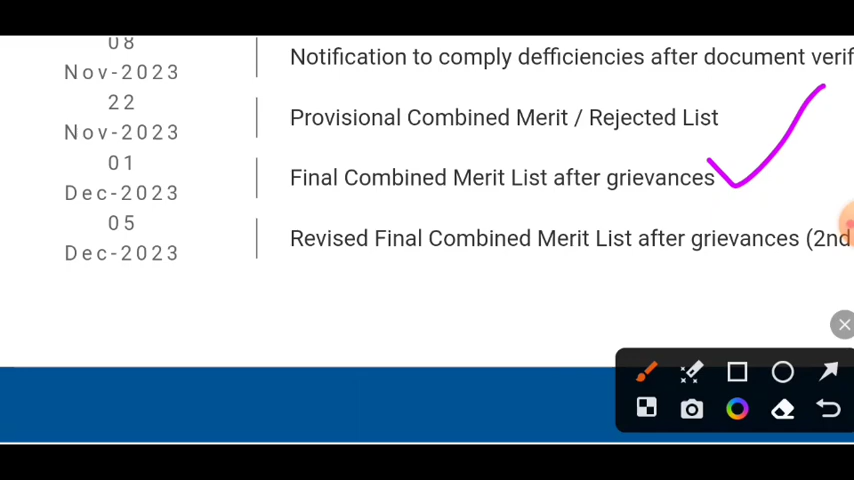 08
Nov-2023
Notification to comply defficiencies after document verif
22
Nov-2023
Provisional Combined Merit / Rejected List
01
Dec-2023
Final Combined Merit List after grievances
05
Dec-2023
Revised Final Combined Merit List after grievances (2nd